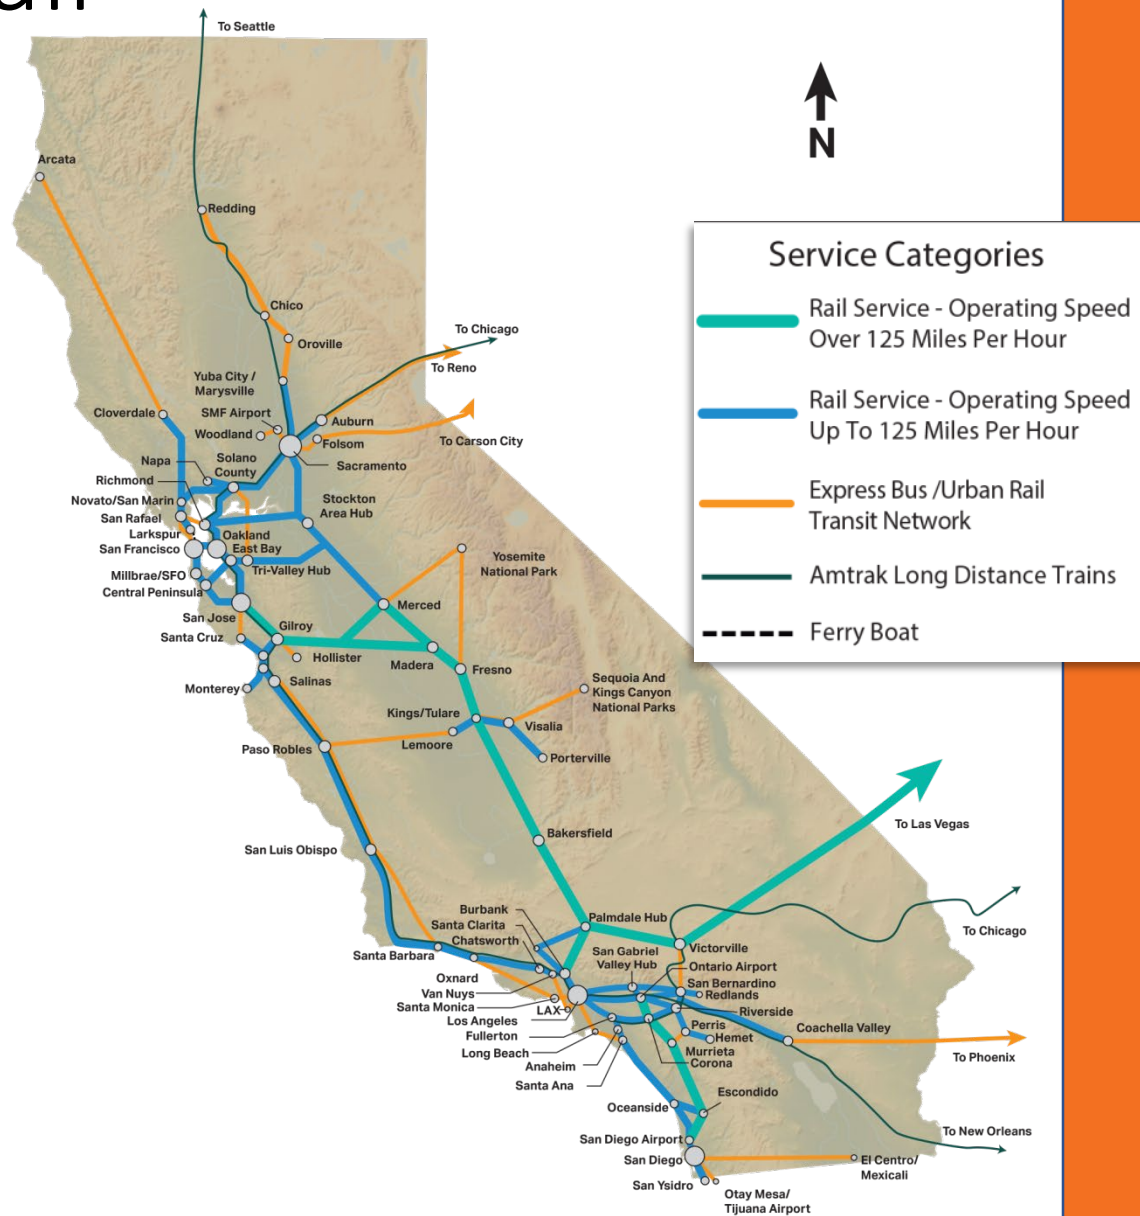 To Seattle
N
Arcata
Redding
Service Categories
Rail Service - Operating Speed
Over 125 Miles Per Hour
Rail Service - Operating Speed
Up To 125 Miles Per Hour
Express Bus /Urban Rail
Transit Network
Amtrak Long Distance Trains
Ferry Boat
Chico
Oroville
To Chicago
To Reno
Yuba City /
Marysville
SMF Airport
Woodland
Auburn
Folsom
To Carson City
Sacramento
Cloverdale
Napa
Solano
County
Richmond
Novato/San Marin
San Rafael
Larkspur
San Francisco
Oakland
East Bay
Stockton
Area Hub
Tri-Valley Hub
Yosemite
National Park
Millbrae/SFO
Central Peninsula
San Jose
Merced
Gilroy
Santa Cruz
Hollister
Madera
Fresno
Salinas
Monterey
Sequoia And
Kings Canyon
National Parks
Kings/Tulare
Visalia
Lemoore
Paso Robles
Porterville
San Luis Obispo
Bakersfield
To Las Vegas
Burbank
Santa Clarita
Chatsworth
Palmdale Hub
Victorville
To Chicago
Santa Barbara
San Gabriel
Valley Hub
Ontario Airport
San Bernardino
Redlands
Oxnard
Van Nuys
Santa Monica
LAX
Los Angeles
Riverside
Fullerton
Perris
Hemet
Coachella Valley
Long Beach
Murrieta
Corona
To Phoenix
Anaheim
Santa Ana
Escondido
Oceanside
To New Orleans
San Diego Airport
San Diego
El Centro/
Mexicali
San Ysidro
Otay Mesa/
Tijuana Airport